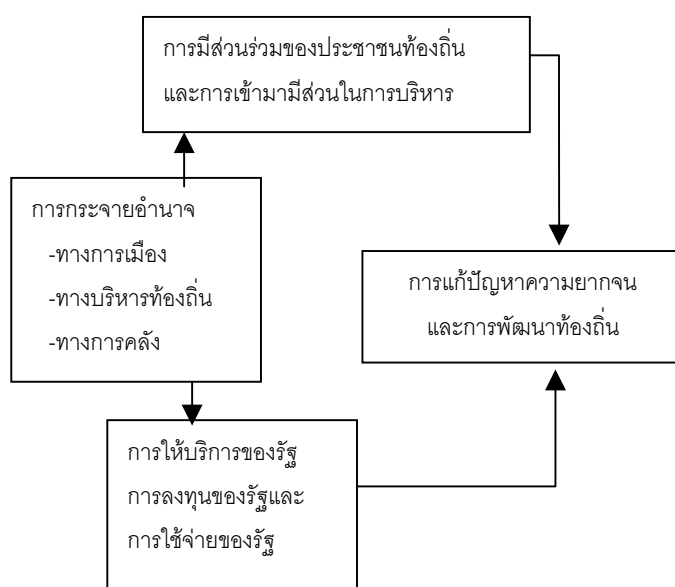 การมีส่วนร่วมของประชาชนท้องถิ่น
และการเข้ามามีส่วนในการบริหาร
การกระจายอำนาจ
-ทางการเมือง
-ทางบริหารท้องถิ่น
-ทางการคลัง
การแก้ปัญหาความยากจน
และการพัฒนาท้องถิ่น
การให้บริการของรัฐ
การลงทุนของรัฐและ
การใช้จ่ายของรัฐ